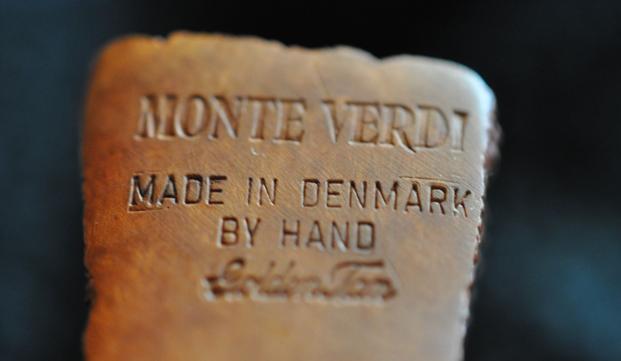 MONTE VERDI
MADE IN DENMARK
BY HAND
Golden Tan